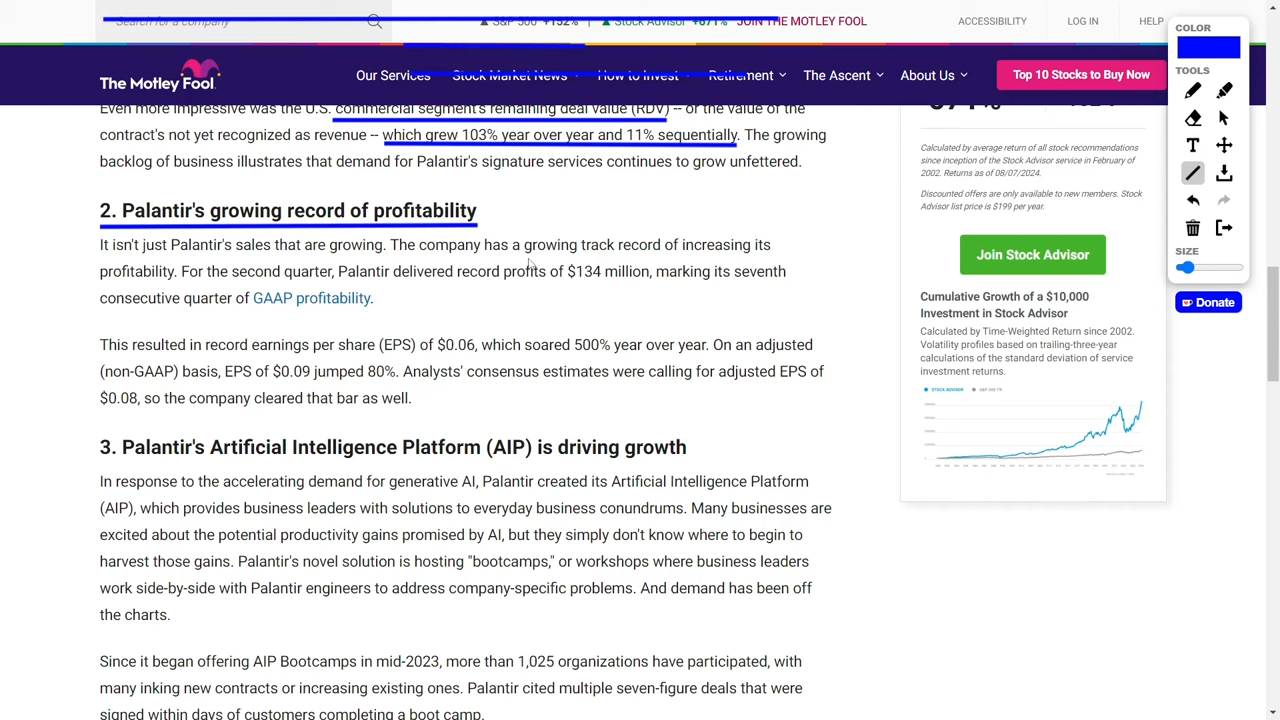 Search for a company
S&P 500 +152% | Stock Advisor +671% JOIN THE MOTLEY FOOL
ACCESSIBILITY
LOG IN
HELP
The Motley Fool
Our Services
Stock Market News
How to Invest
Retirement
The Ascent
About Us
Top 10 Stocks to Buy Now
Even more impressive was the U.S. commercial segment's remaining deal value (RDV) -- or the value of the
contract's not yet recognized as revenue -- which grew 103% year over year and 11% sequentially. The growing
backlog of business illustrates that demand for Palantir's signature services continues to grow unfettered.
2. Palantir's growing record of profitability
It isn't just Palantir's sales that are growing. The company has a growing track record of increasing its
profitability. For the second quarter, Palantir delivered record profits of $134 million, marking its seventh
consecutive quarter of GAAP profitability.
This resulted in record earnings per share (EPS) of $0.06, which soared 500% year over year. On an adjusted
(non-GAAP) basis, EPS of $0.09 jumped 80%. Analysts' consensus estimates were calling for adjusted EPS of
$0.08, so the company cleared that bar as well.
3. Palantir's Artificial Intelligence Platform (AIP) is driving growth
In response to the accelerating demand for generative AI, Palantir created its Artificial Intelligence Platform
(AIP), which provides business leaders with solutions to everyday business conundrums. Many businesses are
excited about the potential productivity gains promised by AI, but they simply don't know where to begin to
harvest those gains. Palantir's novel solution is hosting "bootcamps," or workshops where business leaders
work side-by-side with Palantir engineers to address company-specific problems. And demand has been off
the charts.
Since it began offering AIP Bootcamps in mid-2023, more than 1,025 organizations have participated, with
many inking new contracts or increasing existing ones. Palantir cited multiple seven-figure deals that were
signed within days of customers completing a boot camp.
Calculated by average return of all stock recommendations
since inception of the Stock Advisor service in February of
2002. Returns as of 08/07/2024.
Discounted offers are only available to new members. Stock
Advisor list price is $199 per year.
Join Stock Advisor
Cumulative Growth of a $10,000
Investment in Stock Advisor
Calculated by Time-Weighted Return since 2002.
Volatility profiles based on trailing-three-year
calculations of the standard deviation of service
investment returns.
STOCK ADVISOR
COLOR
TOOLS
T
SIZE
Donate